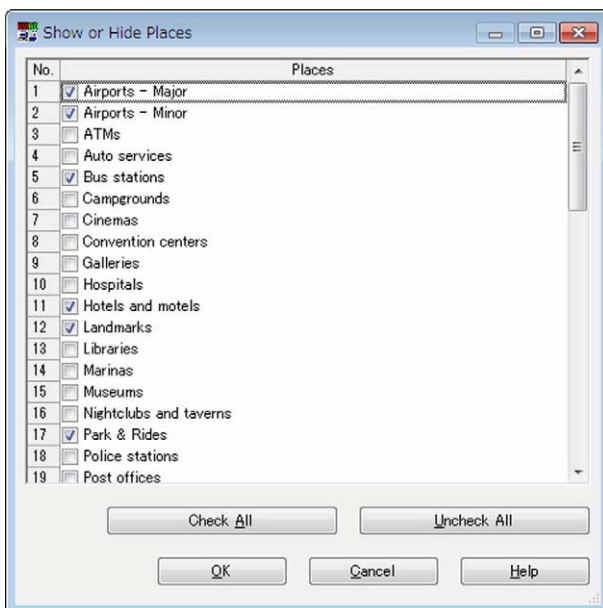 Show or Hide Places
No. Places
1 Airports - Major
2 Airports - Minor
3 ATMs
4 Auto services
5 Bus stations
6 Campgrounds
7 Cinemas
8 Convention centers
9 Galleries
10 Hospitals
11 Hotels and motels
12 Landmarks
13 Libraries
14 Marinas
15 Museums
16 Nightclubs and taverns
17 Park & Rides
18 Police stations
19 Post offices
Check All Uncheck All
OK Cancel Help